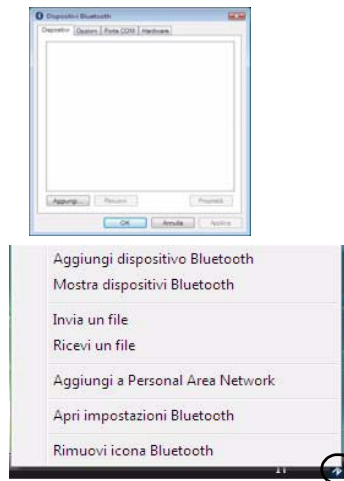 Dispositivi Bluetooth
Dispositivi Opzioni Porte COM Hardware
Aggiungi... Rimuovi Proprietà
OK Annulla Applica
Aggiungi dispositivo Bluetooth
Mostra dispositivi Bluetooth
Invia un file
Ricevi un file
Aggiungi a Personal Area Network
Apri impostazioni Bluetooth
Rimuovi icona Bluetooth